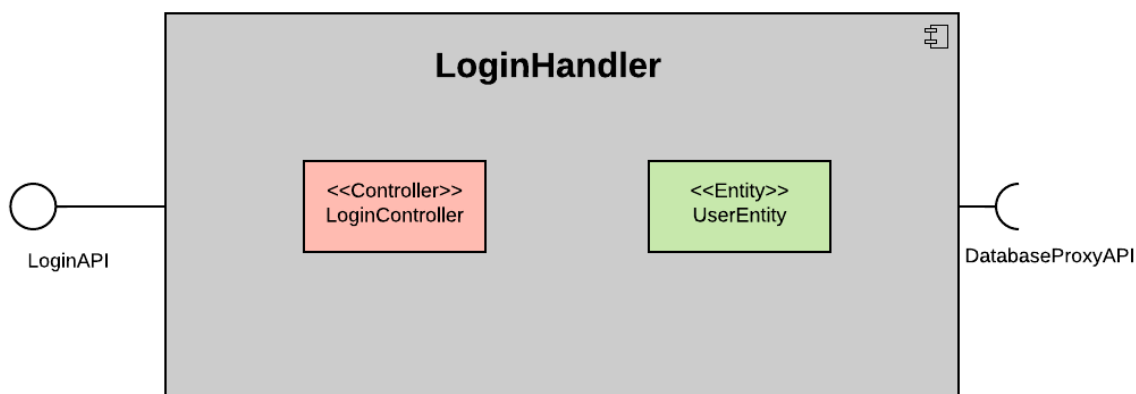 LoginHandler
<<Controller>>
LoginController
<<Entity>>
UserEntity
LoginAPI
DatabaseProxyAPI